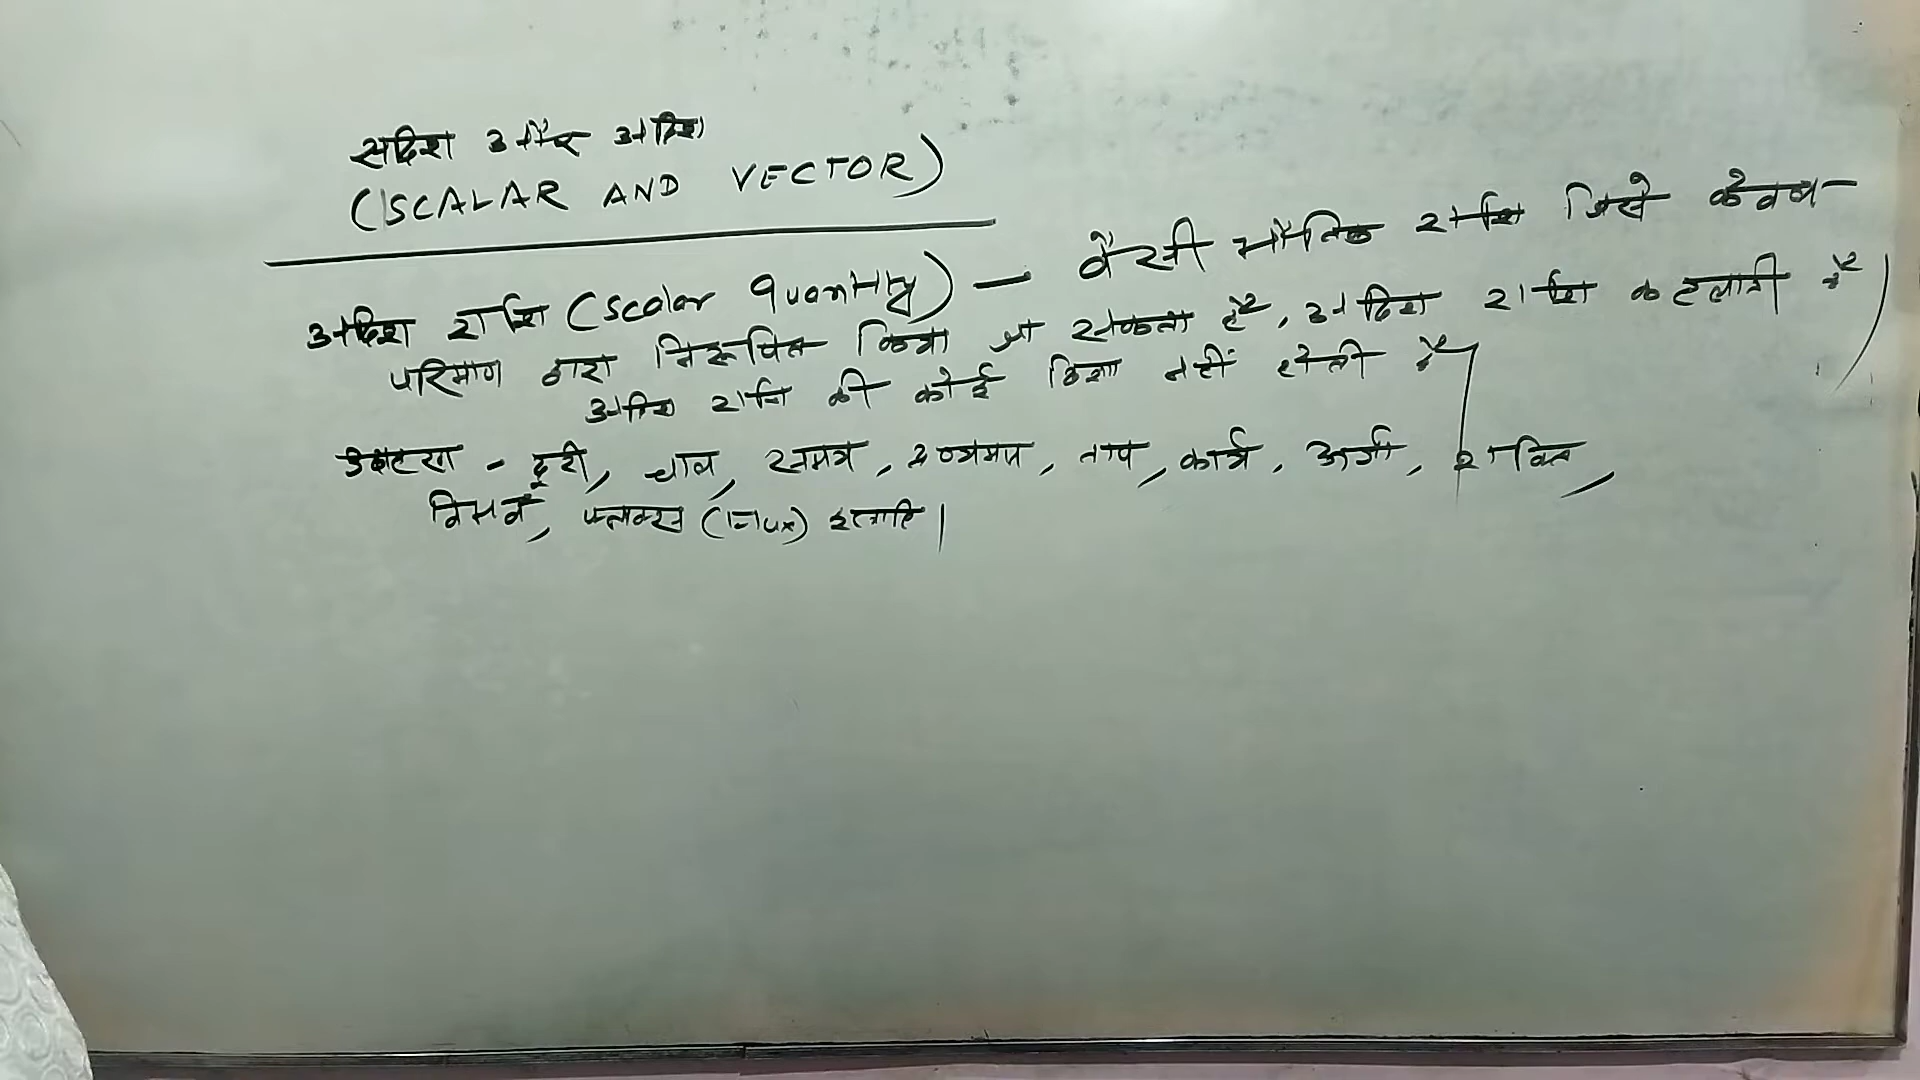 सदिश और अदिश
(SCALAR AND VECTOR)
अदिश राशि (Scalar Quantity) — वैसी भौतिक राशि जिसे केवल
परिमाण द्वारा निरूपित किया जा सकता है, अदिश राशि कहलाती है।
अदिश राशि की कोई दिशा नहीं होती है।
उदाहरण - दूरी, चाल, समय, द्रव्यमान, ताप, कार्य, ऊर्जा, शक्ति,
विभव, फ्लक्स (Flux) इत्यादि।